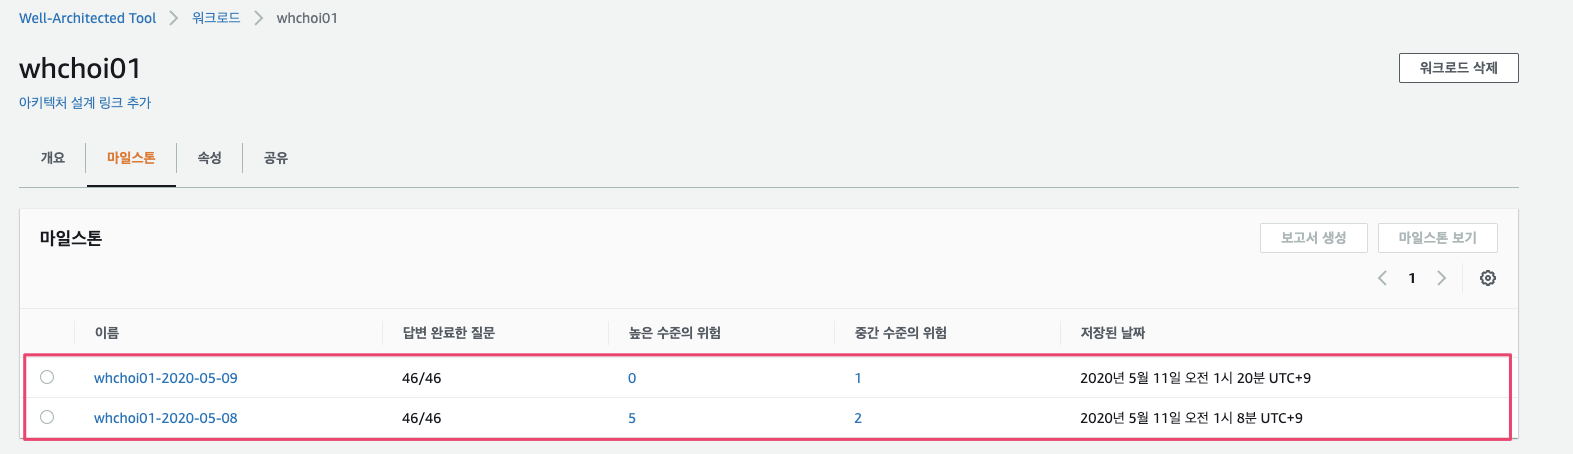 Well-Architected Tool > 워크로드 > whchoi01
whchoi01
워크로드 삭제
아키텍처 설계 링크 추가
개요 마일스톤 속성 공유
마일스톤
보고서 생성 마일스톤 보기
< 1 >
이름 답변 완료한 질문 높은 수준의 위험 중간 수준의 위험 저장된 날짜
whchoi01-2020-05-09 46/46 0 1 2020년 5월 11일 오전 1시 20분 UTC+9
whchoi01-2020-05-08 46/46 5 2 2020년 5월 11일 오전 1시 8분 UTC+9